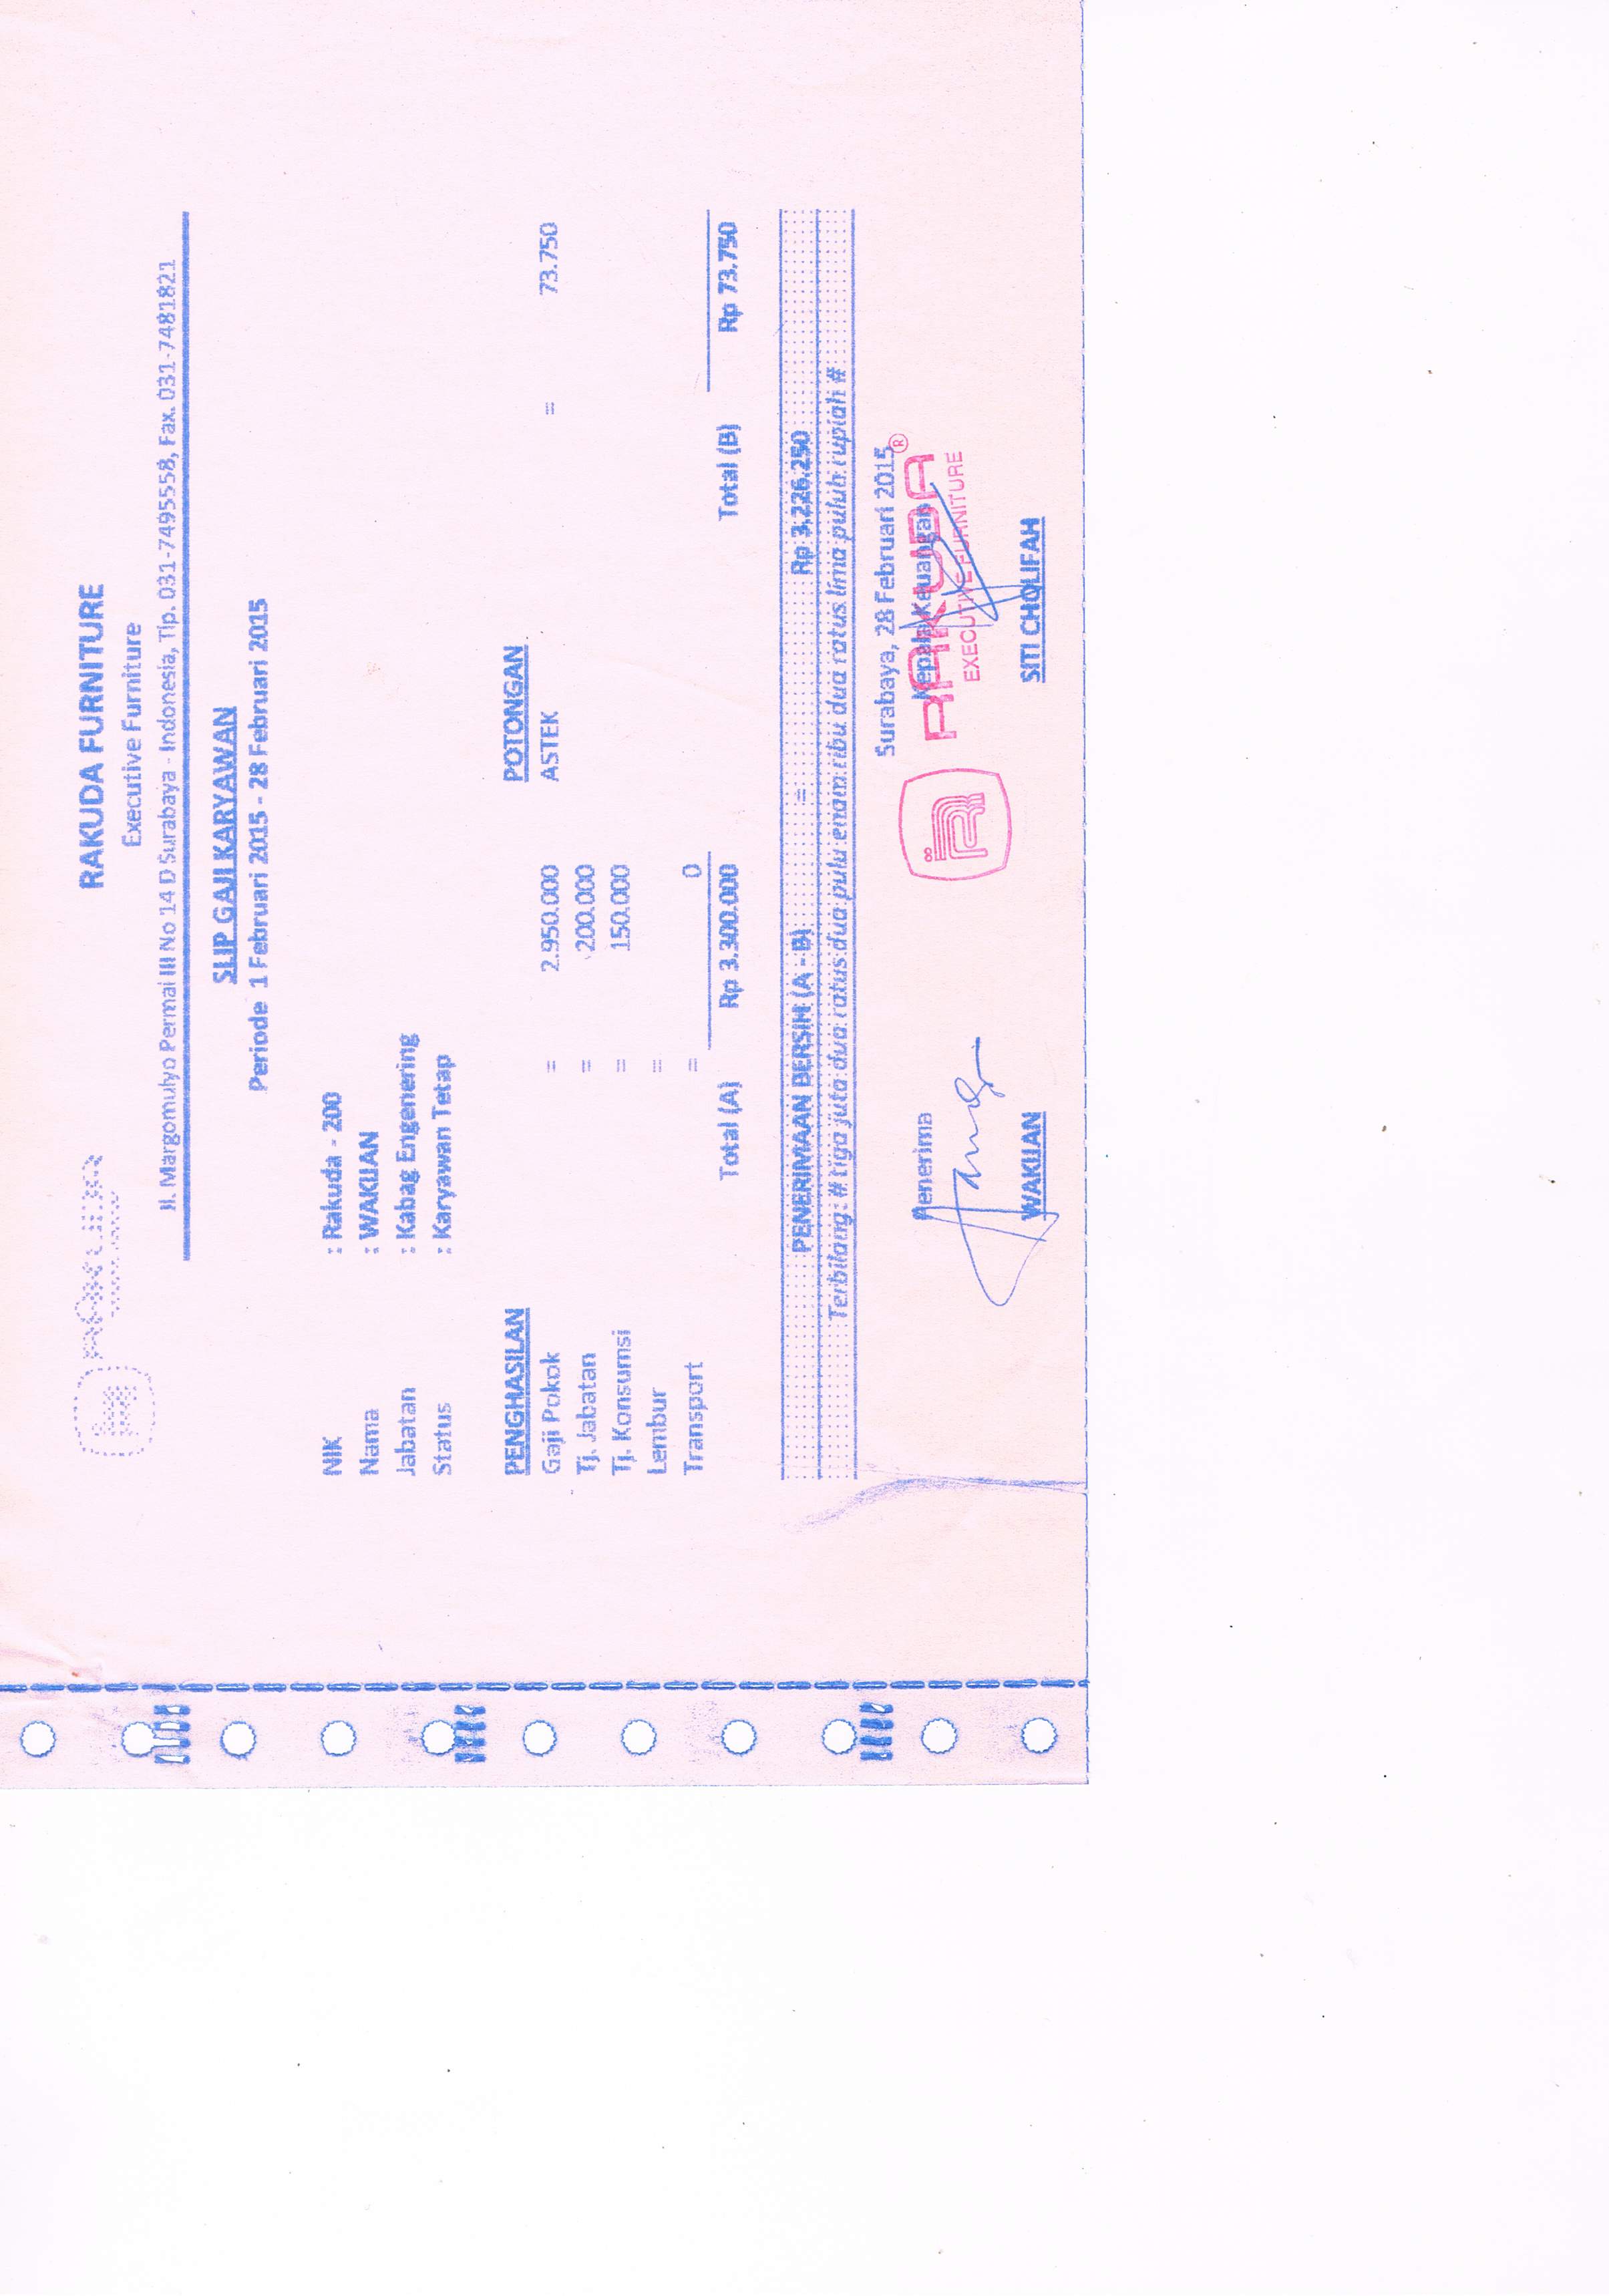 RAKUDA
RAKUDA FURNITURE
Executive Furniture
Jl. Margomulyo Permai III No 14 D Surabaya - Indonesia, Tlp. 031-7495558, Fax. 031-7481821
SLIP GAJI KARYAWAN
Periode 1 Februari 2015 - 28 Februari 2015
NIK : Rakuda - 200
Nama : WAKUAN
Jabatan : Kabag Engenering
Status : Karyawan Tetap
PENGHASILAN POTONGAN
Gaji Pokok = 2.950.000 ASTEK = 73.750
Tj. Jabatan = 200.000
Tj. Konsumsi = 150.000
Lembur =
Transport = 0
Total (A) Rp 3.300.000 Total (B) Rp 73.750
PENERIMAAN BERSIH (A - B) = Rp 3.226.250
Terbilang: # tiga juta dua ratus dua pulu enam ribu dua ratus lima puluh rupiah #
Surabaya, 28 Februari 2015
Penerima Kepala Keuangan
RAKUDA ®
EXECUTIVE FURNITURE
WAKUAN SITI CHOLIFAH